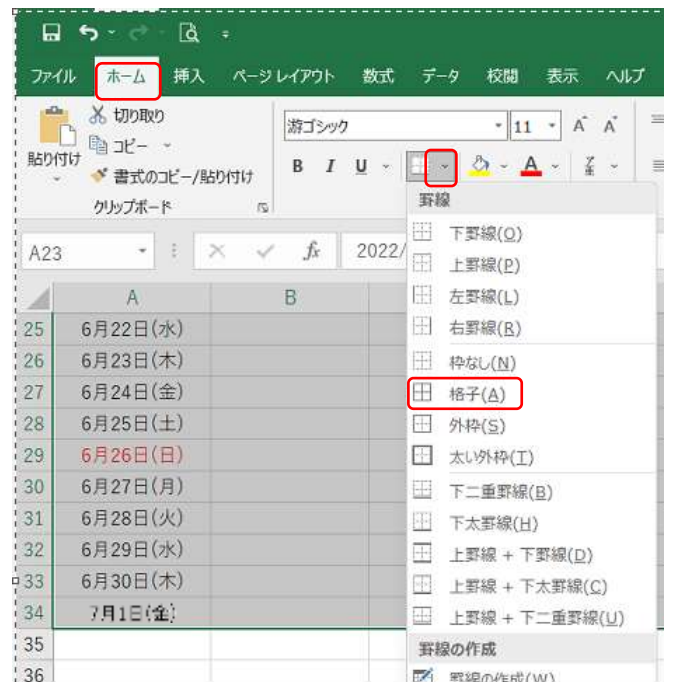 ファイル ホーム 挿入 ページ レイアウト 数式 データ 校閲 表示 ヘルプ
貼り付け
切り取り
コピー
書式のコピー/貼り付け
クリップボード
游ゴシック 11 A A
B I U A
A23 fx 2022/
A B
25 6月22日(水)
26 6月23日(木)
27 6月24日(金)
28 6月25日(土)
29 6月26日(日)
30 6月27日(月)
31 6月28日(火)
32 6月29日(水)
33 6月30日(木)
34 7月1日(金)
35
36
罫線
下罫線(O)
上罫線(P)
左罫線(L)
右罫線(R)
枠なし(N)
格子(A)
外枠(S)
太い外枠(T)
下二重罫線(B)
下太罫線(H)
上罫線 + 下罫線(D)
上罫線 + 下太罫線(C)
上罫線 + 下二重罫線(U)
罫線の作成
罫線の作成(W)